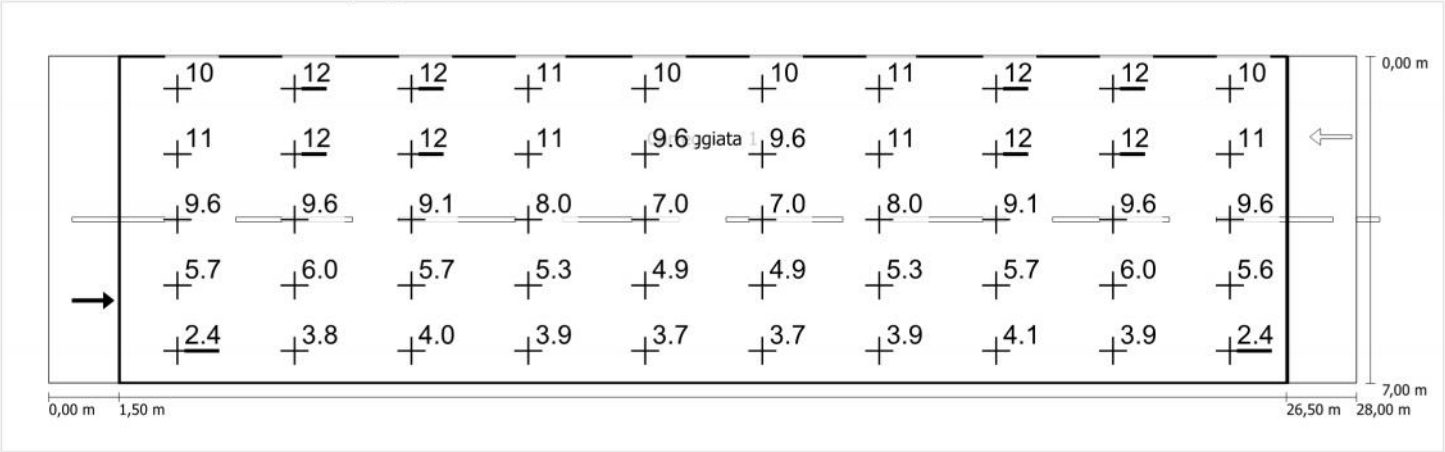 10 12 12 11 10 10 11 12 12 10
0,00 m
11 12 12 11 9.6 ggiata 1 9.6 11 12 12 11
9.6 9.6 9.1 8.0 7.0 7.0 8.0 9.1 9.6 9.6
5.7 6.0 5.7 5.3 4.9 4.9 5.3 5.7 6.0 5.6
2.4 3.8 4.0 3.9 3.7 3.7 3.9 4.1 3.9 2.4
7,00 m
0,00 m 1,50 m 26,50 m 28,00 m